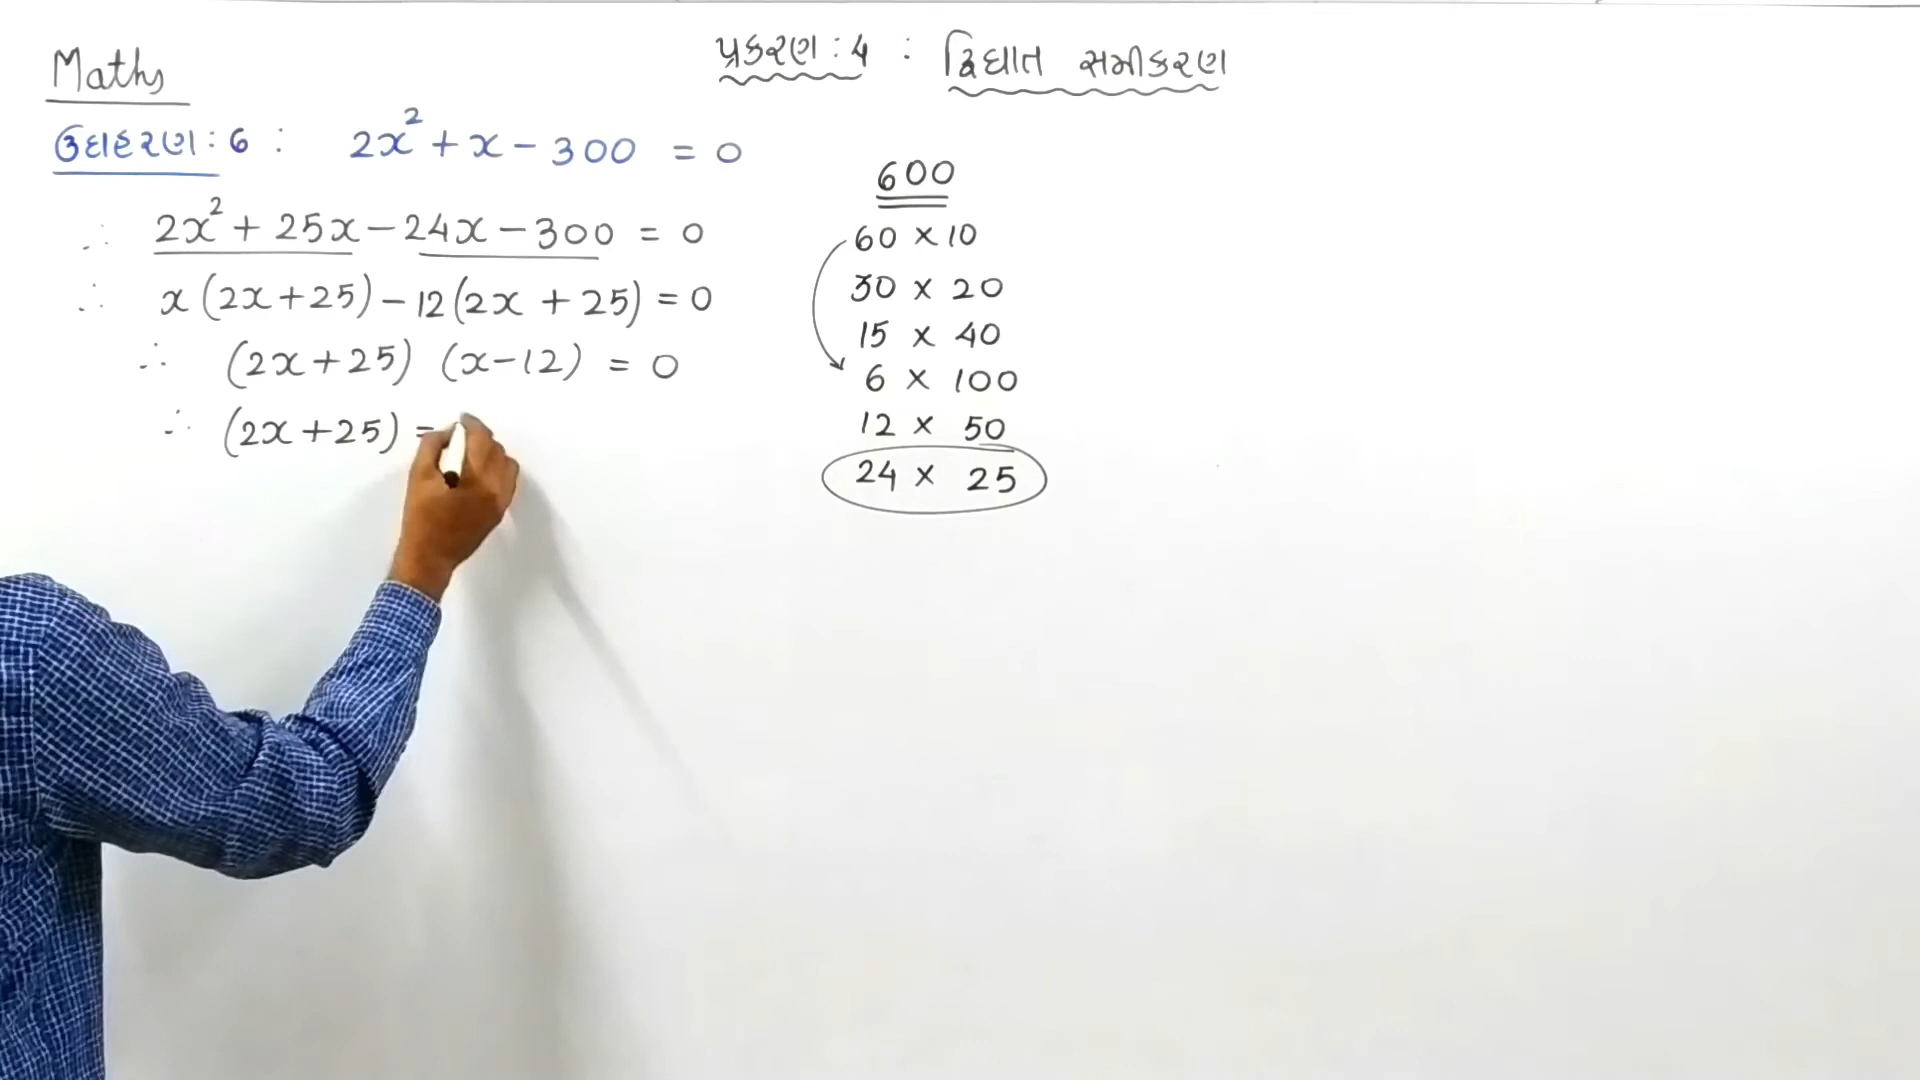 Maths
પ્રકરણ : 4 : દ્વિઘાત સમીકરણ
ઉદાહરણ : 6 : 2x² + x - 300 = 0
∴ 2x² + 25x - 24x - 300 = 0
∴ x (2x + 25) - 12 (2x + 25) = 0
∴ (2x + 25) (x - 12) = 0
∴ (2x + 25) =
600
60 × 10
30 × 20
15 × 40
6 × 100
12 × 50
24 × 25